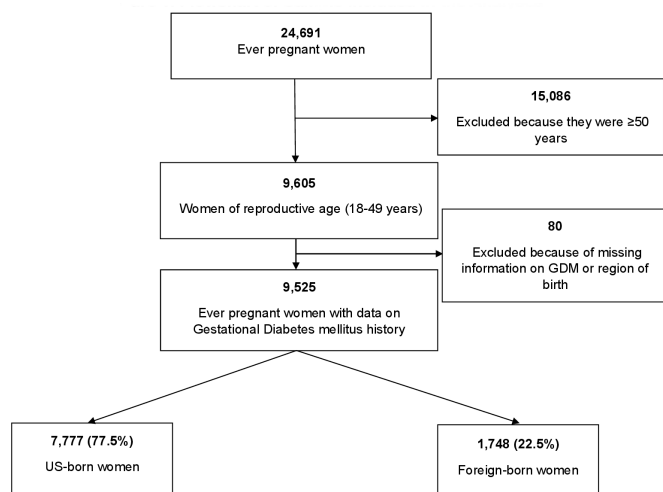 24,691
Ever pregnant women
15,086
Excluded because they were ≥50
years
9,605
Women of reproductive age (18-49 years)
80
Excluded because of missing
information on GDM or region of
birth
9,525
Ever pregnant women with data on
Gestational Diabetes mellitus history
7,777 (77.5%)
US-born women
1,748 (22.5%)
Foreign-born women